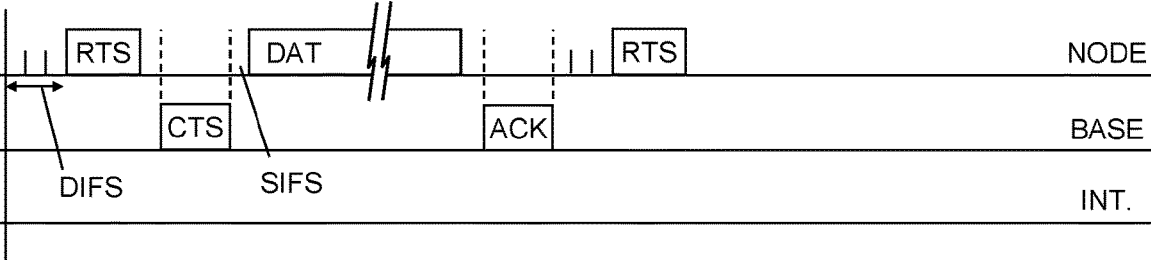 RTS DAT RTS NODE
CTS ACK BASE
DIFS SIFS INT.